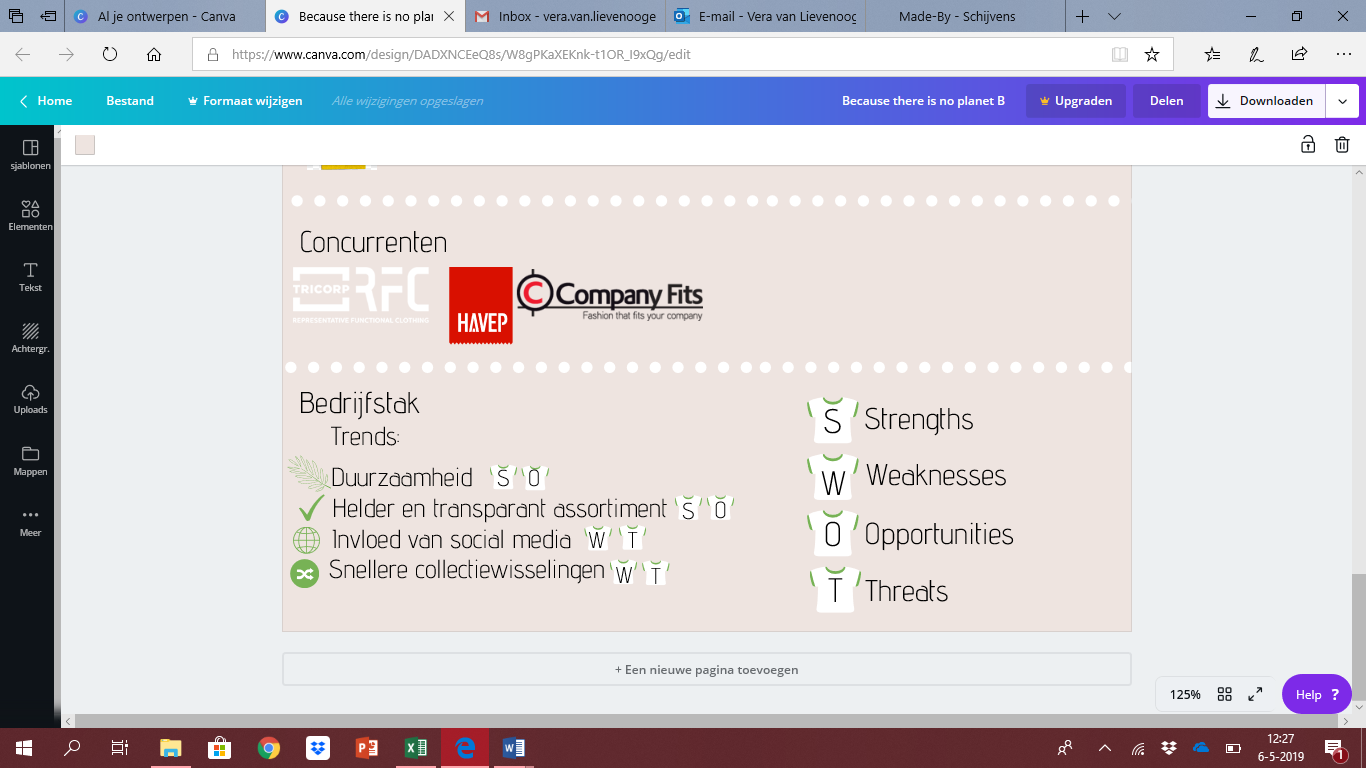 Al je ontwerpen - Canva
Because there is no plan
Inbox - vera.van.lievenooge
E-mail - Vera van Lievenoog
Made-By - Schijvens
https://www.canva.com/design/DADXNCEeQ8s/W8gPKaXEKnk-t1OR_I9xQg/edit
Home
Bestand
Formaat wijzigen
Alle wijzigingen opgeslagen
Because there is no planet B
Upgraden
Delen
Downloaden
sjablonen
Elementen
Tekst
Achtergr.
Uploads
Mappen
Meer
Concurrenten
TRICORP RFC
REPRESENTATIVE FUNCTIONAL CLOTHING
HAVEP
C Company Fits
Fashion that fits your company
Bedrijfstak
Trends:
Duurzaamheid S O
Helder en transparant assortiment S O
Invloed van social media W T
Snellere collectiewisselingen W T
S Strengths
W Weaknesses
O Opportunities
T Threats
+ Een nieuwe pagina toevoegen
125%
Help ?
12:27
6-5-2019
1